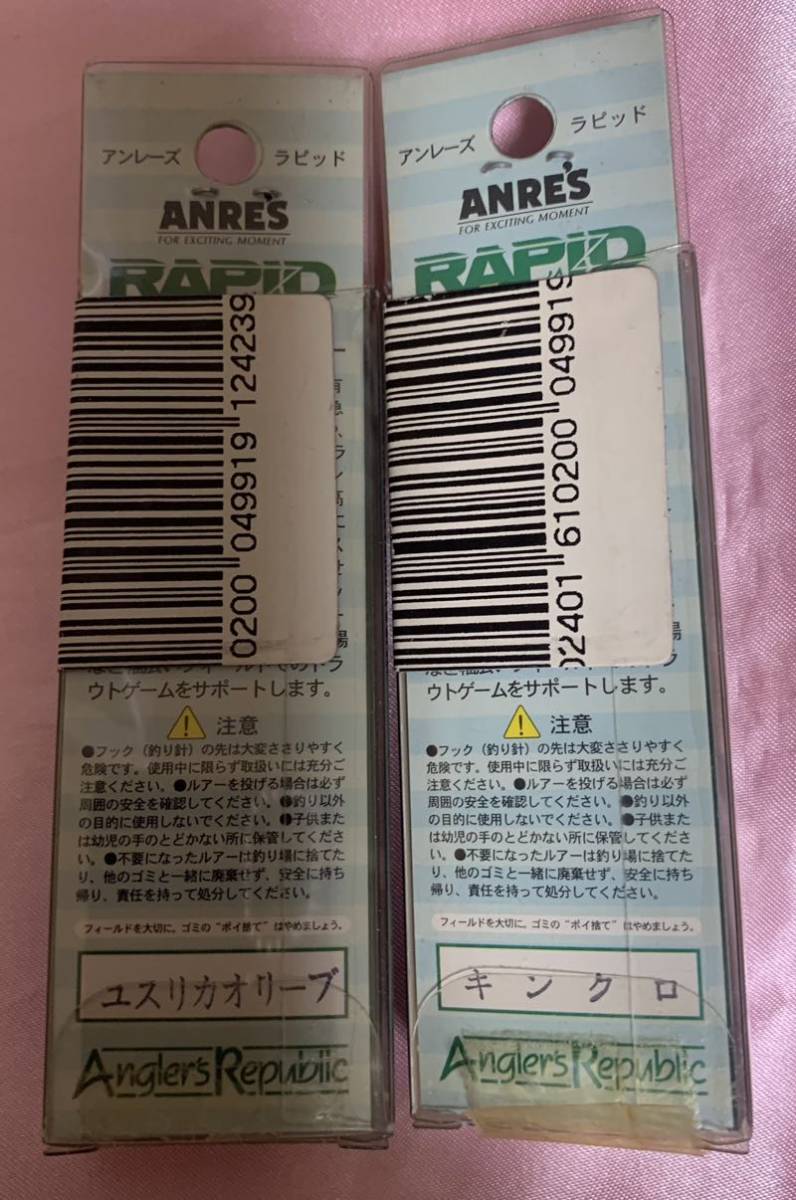 アンレーズ ラピッド
ANRE'S
FOR EXCITING MOMENT
RAPID
0200 049919 124239
ウトゲームをサポートします。
注意
●フック（釣り針）の先は大変ささりやすく
危険です。使用中に限らず取扱いには充分ご
注意ください。●ルアーを投げる場合は必ず
周囲の安全を確認してください。●釣り以外
の目的に使用しないでください。●子供また
は幼児の手のとどかない所に保管してくださ
い。●不要になったルアーは釣り場に捨てた
り、他のゴミと一緒に廃棄せず、安全に持ち
帰り、責任を持って処分してください。
フィールドを大切に。ゴミの“ポイ捨て”はやめましょう。
ユスリカオリーブ
Angler's Republic
アンレーズ ラピッド
ANRE'S
FOR EXCITING MOMENT
RAPID
02401 610200 049919
ウトゲームをサポートします。
注意
●フック（釣り針）の先は大変ささりやすく
危険です。使用中に限らず取扱いには充分ご
注意ください。●ルアーを投げる場合は必ず
周囲の安全を確認してください。●釣り以外
の目的に使用しないでください。●子供また
は幼児の手のとどかない所に保管してくださ
い。●不要になったルアーは釣り場に捨てた
り、他のゴミと一緒に廃棄せず、安全に持ち
帰り、責任を持って処分してください。
フィールドを大切に。ゴミの“ポイ捨て”はやめましょう。
キンクロ
Angler's Republic